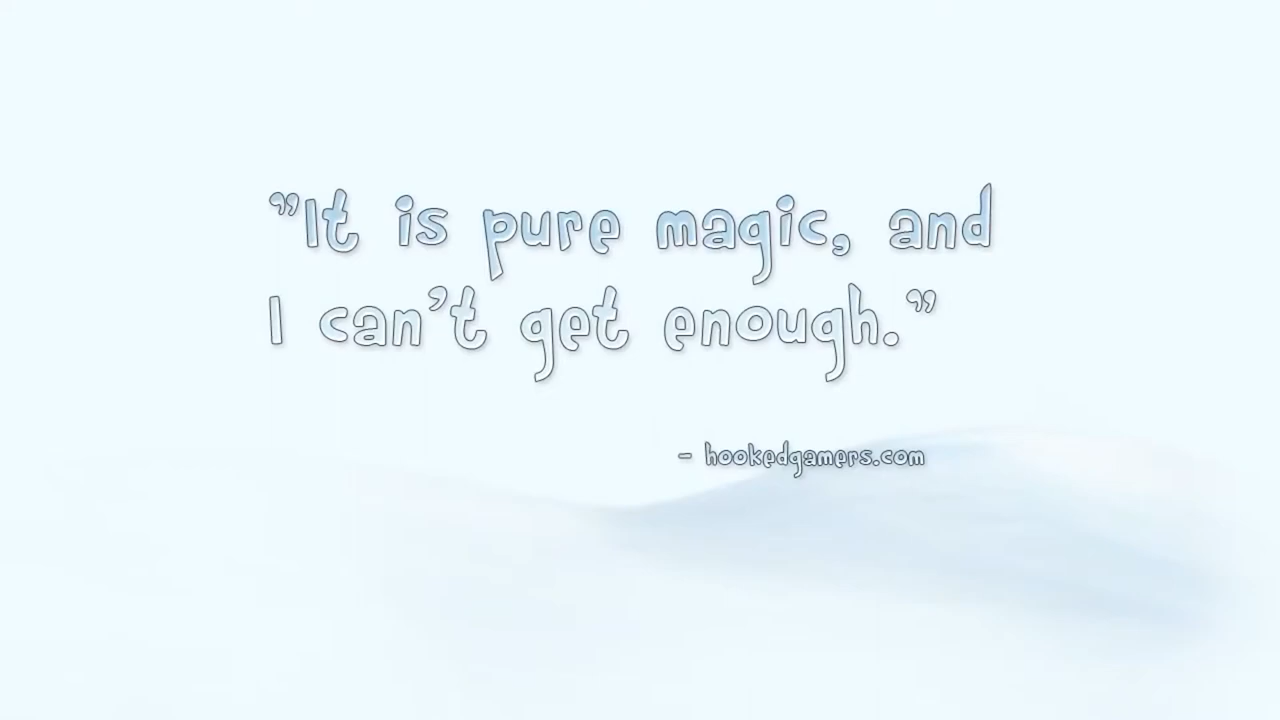 "It is pure magic, and
I can't get enough."
- hookedgamers.com